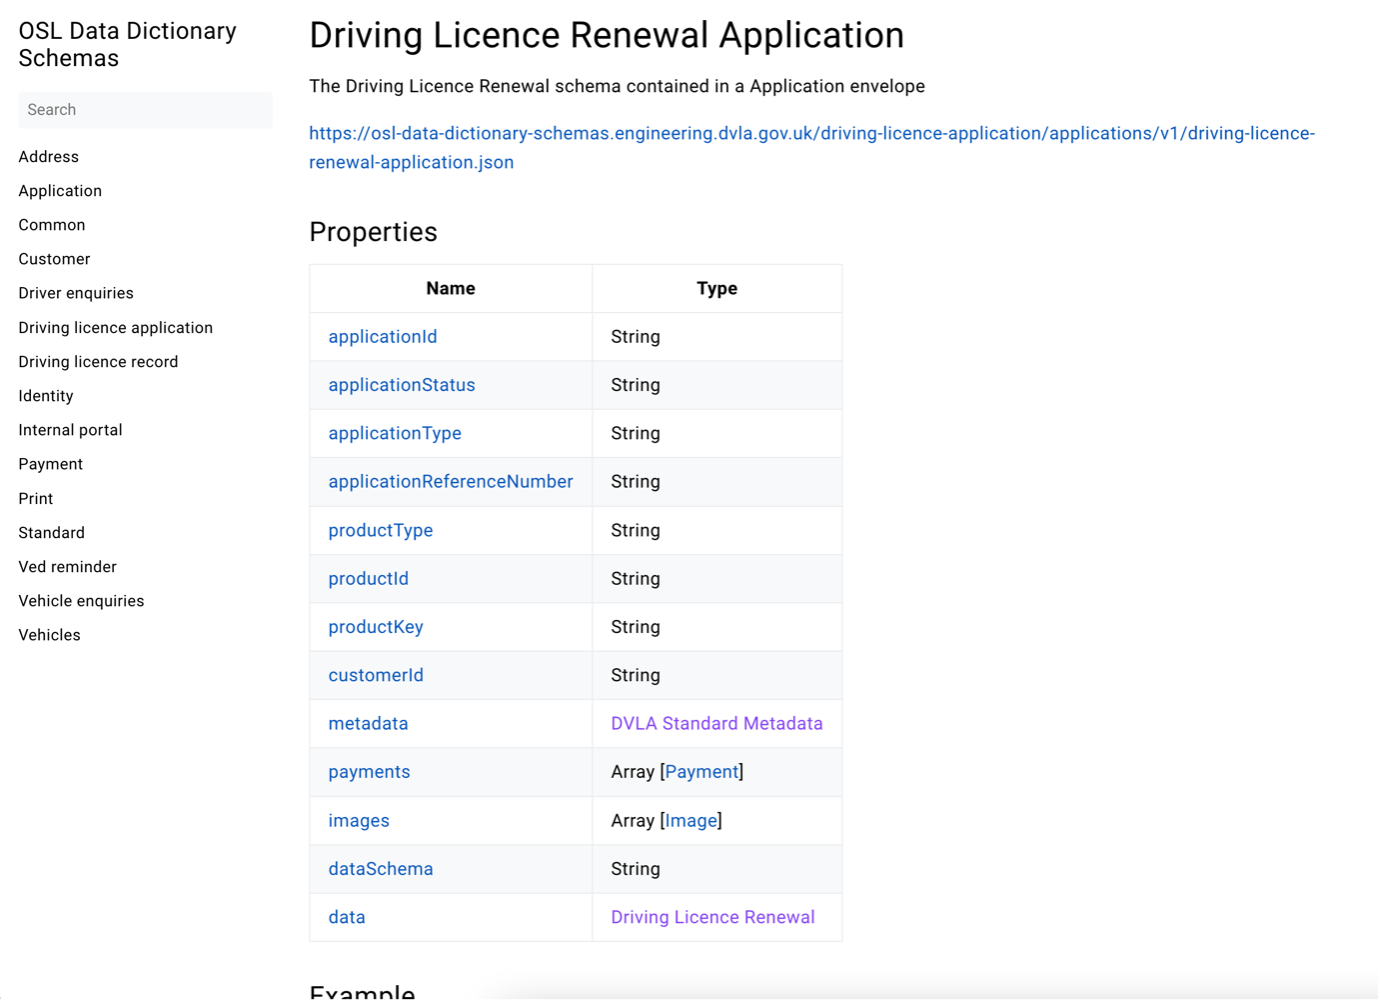 OSL Data Dictionary
Schemas
Search
Address
Application
Common
Customer
Driver enquiries
Driving licence application
Driving licence record
Identity
Internal portal
Payment
Print
Standard
Ved reminder
Vehicle enquiries
Vehicles
Driving Licence Renewal Application
The Driving Licence Renewal schema contained in a Application envelope
https://osl-data-dictionary-schemas.engineering.dvla.gov.uk/driving-licence-application/applications/v1/driving-licence-
renewal-application.json
Properties
Name Type
applicationId String
applicationStatus String
applicationType String
applicationReferenceNumber String
productType String
productId String
productKey String
customerId String
metadata DVLA Standard Metadata
payments Array [Payment]
images Array [Image]
dataSchema String
data Driving Licence Renewal
Example